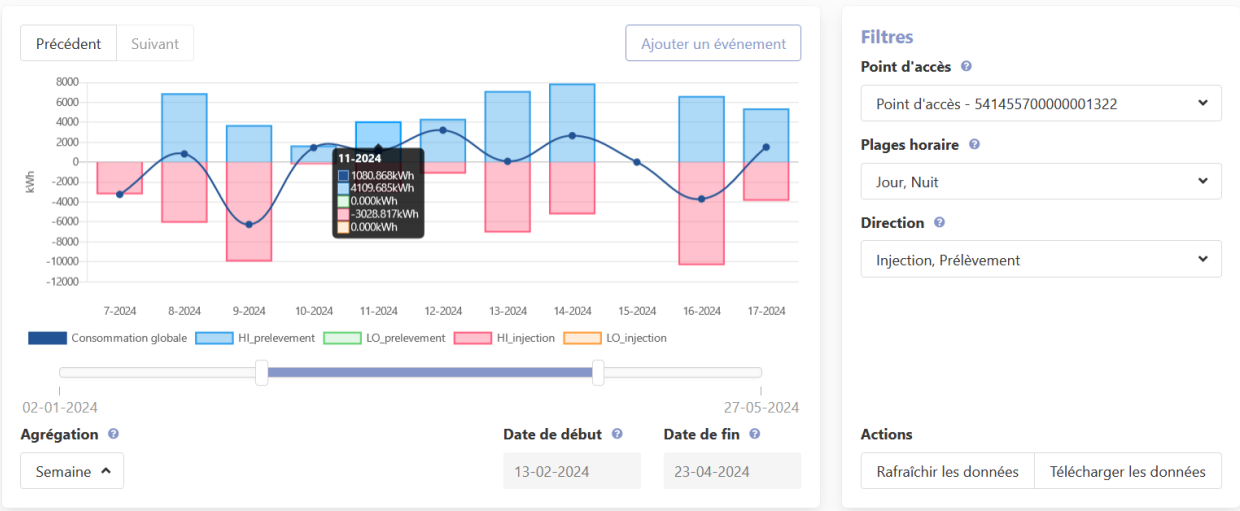 Précédent Suivant Ajouter un événement
8000
6000
4000
2000
0
-2000
-4000
-6000
-8000
-10000
-12000
kWh
11-2024
1080.868kWh
4109.685kWh
0.000kWh
-3028.817kWh
0.000kWh
7-2024 8-2024 9-2024 10-2024 11-2024 12-2024 13-2024 14-2024 15-2024 16-2024 17-2024
Consommation globale HI_prelevement LO_prelevement HI_injection LO_injection
02-01-2024 27-05-2024
Agrégation Date de début Date de fin
Semaine 13-02-2024 23-04-2024
Filtres
Point d'accès
Point d'accès - 541455700000001322
Plages horaire
Jour, Nuit
Direction
Injection, Prélèvement
Actions
Rafraîchir les données Télécharger les données